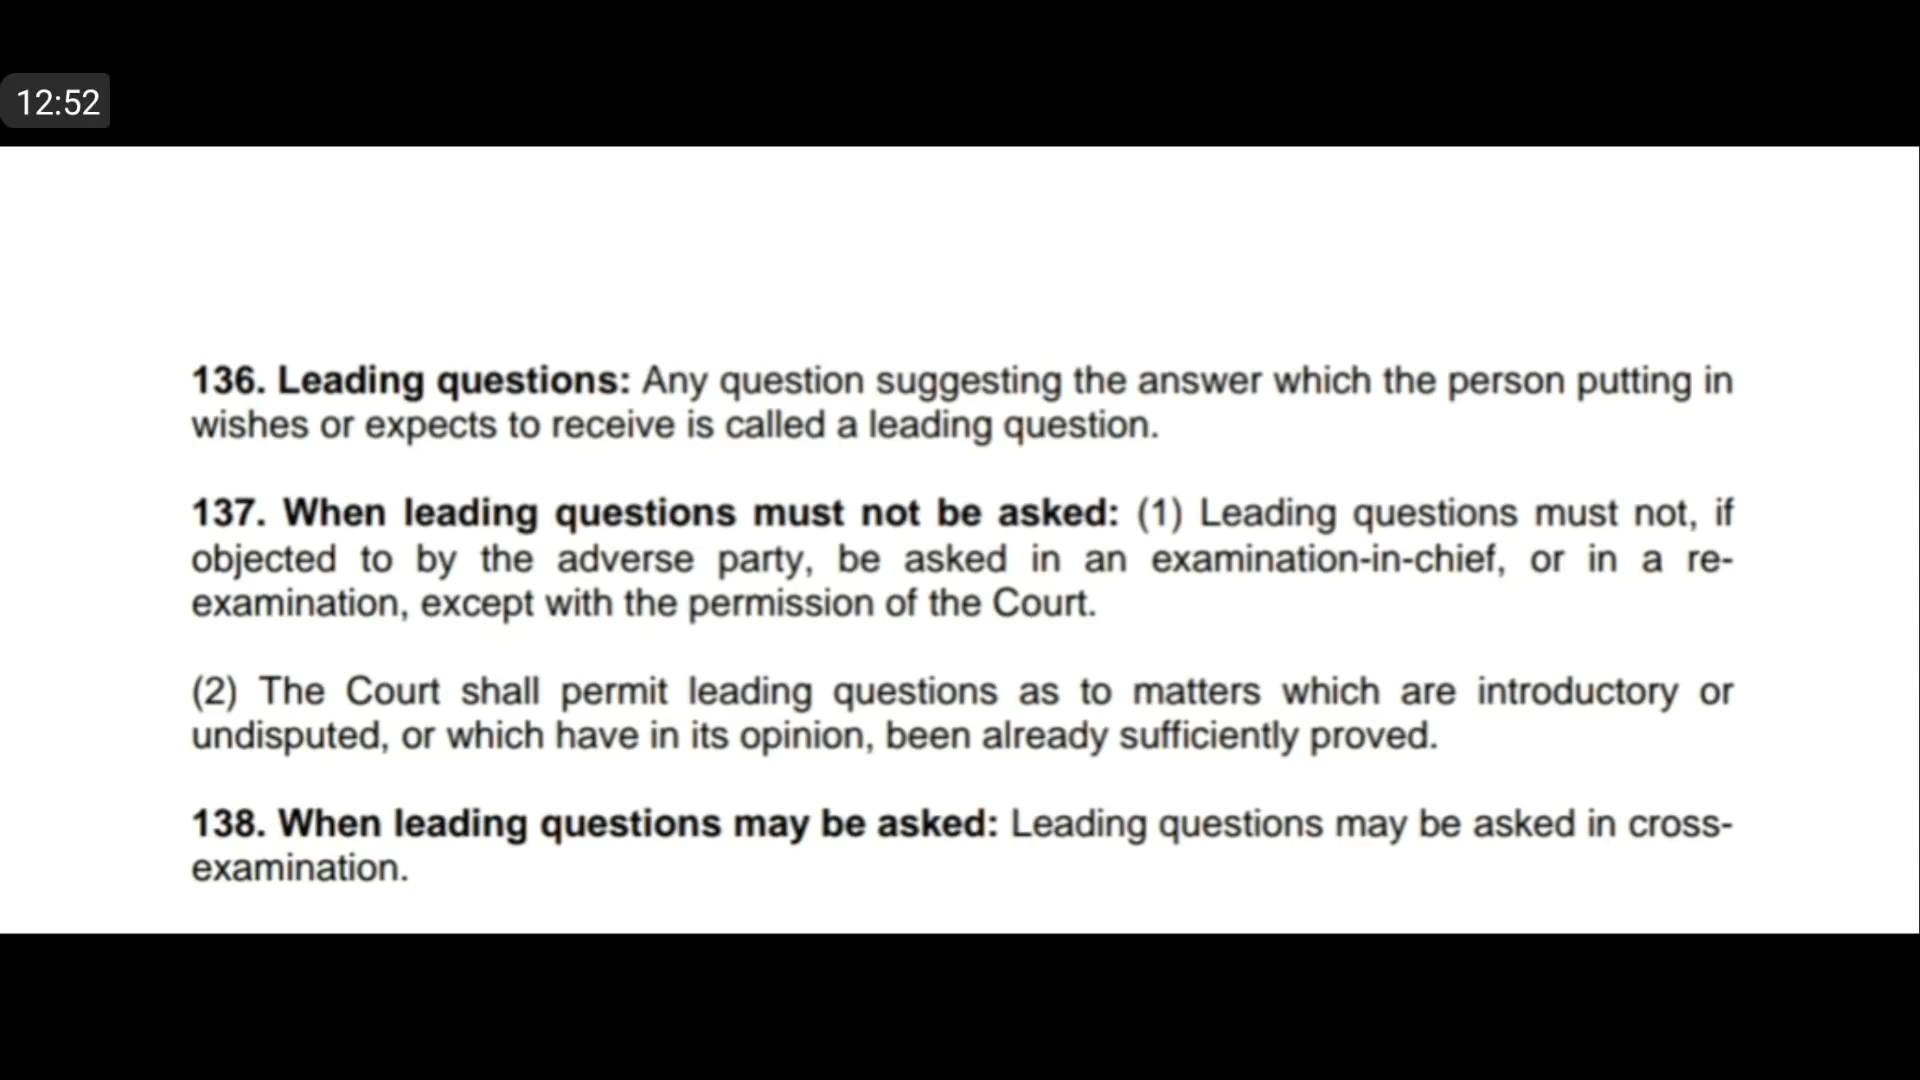 12:52
136. Leading questions: Any question suggesting the answer which the person putting in
wishes or expects to receive is called a leading question.
137. When leading questions must not be asked: (1) Leading questions must not, if
objected to by the adverse party, be asked in an examination-in-chief, or in a re-
examination, except with the permission of the Court.
(2) The Court shall permit leading questions as to matters which are introductory or
undisputed, or which have in its opinion, been already sufficiently proved.
138. When leading questions may be asked: Leading questions may be asked in cross-
examination.